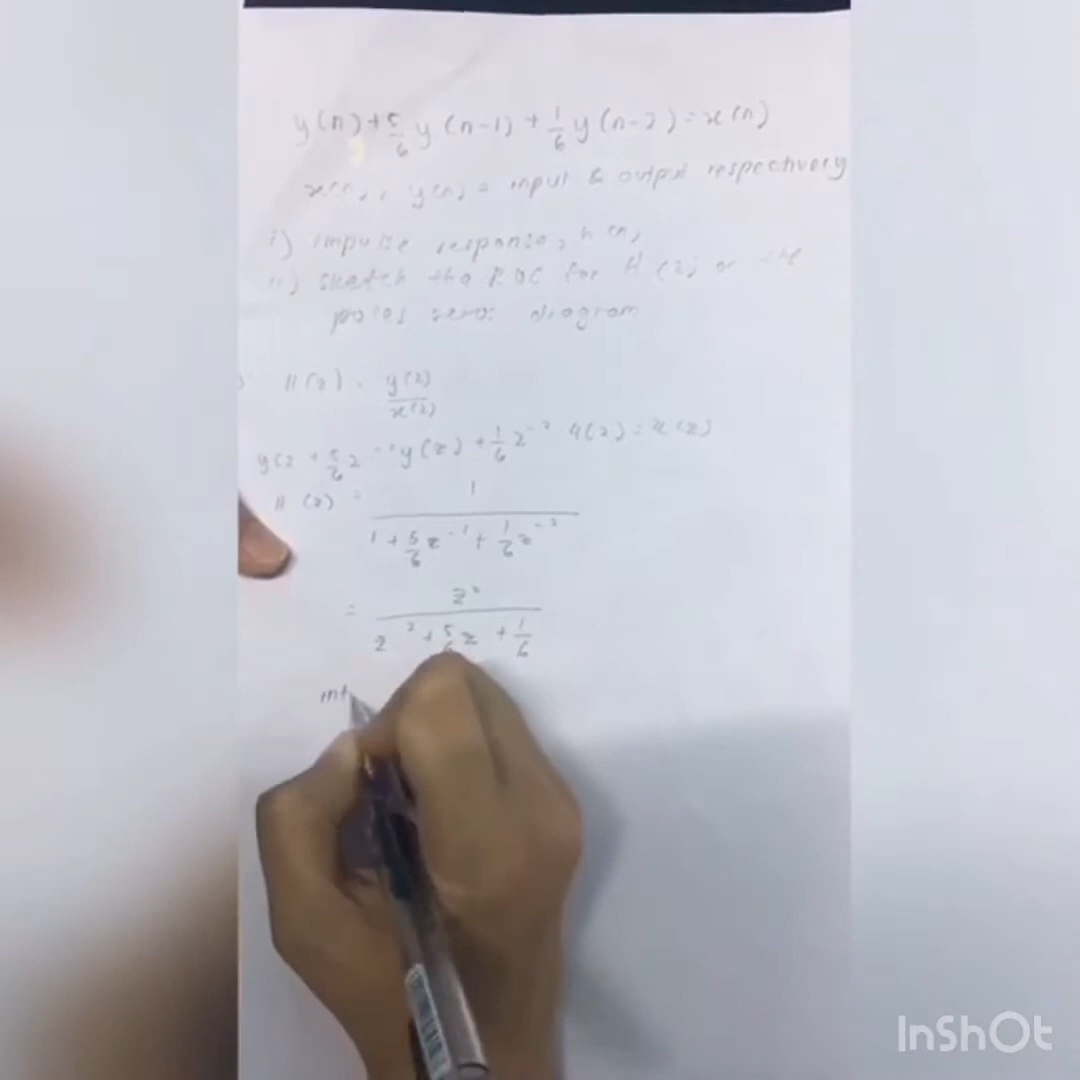 y(n)+5/6 y(n-1)+1/6 y(n-2)=x(n)
x(n), y(n) = input & output respectively
i) impulse response, h(n)
ii) sketch the ROC for H(z) or the
poles zeros diagram
H(z) = y(z)/x(z)
y(z + 5/6 z^-1 y(z) + 1/6 z^-2 y(z) = x(z)
H(z) = 1/(1 + 5/6 z^-1 + 1/6 z^-2)
= z^2/(z^2 + 5/6 z + 1/6)
InShOt